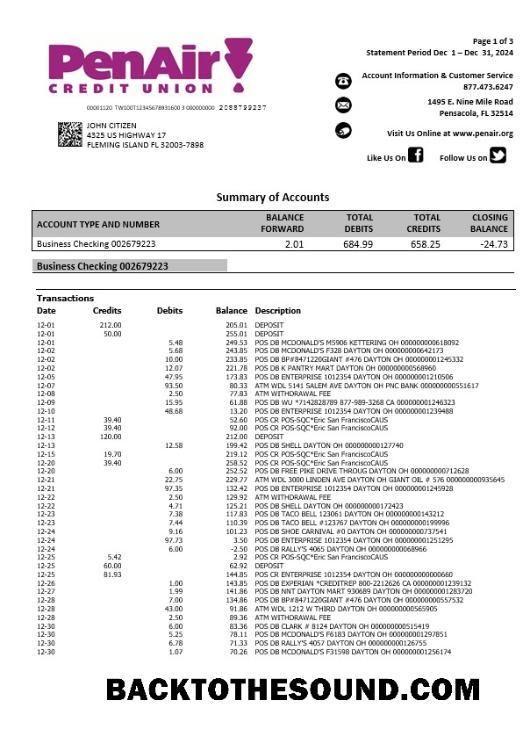 PenAir
CREDIT UNION
Page 1 of 3
Statement Period Dec 1 – Dec 31, 2024
Account Information & Customer Service
877.473.6247
1495 E. Nine Mile Road
Pensacola, FL 32514
Visit Us Online at www.penair.org
Like Us On f Follow Us on
00001120 TW100T12345678931600 3 000000000 2088799237
JOHN CITIZEN
4325 US HIGHWAY 17
FLEMING ISLAND FL 32003-7898
Summary of Accounts
ACCOUNT TYPE AND NUMBER BALANCE FORWARD TOTAL DEBITS TOTAL CREDITS CLOSING BALANCE
Business Checking 002679223 2.01 684.99 658.25 -24.73
Business Checking 002679223
Transactions
Date Credits Debits Balance Description
12-01 212.00 205.01 DEPOSIT
12-01 50.00 255.01 DEPOSIT
12-01 5.48 249.53 POS DB MCDONALD'S M5906 KETTERING OH 000000000618092
12-02 5.68 243.85 POS DB MCDONALD'S F328 DAYTON OH 000000000642173
12-02 10.00 233.85 POS DB BP#8471220GIANT #476 DAYTON OH 000000001245332
12-02 12.07 221.78 POS DB K PANTRY MART DAYTON OH 000000000568960
12-05 47.95 173.83 POS DB ENTERPRISE 1012354 DAYTON OH 000000001210506
12-07 93.50 80.33 ATM WDL 5141 SALEM AVE DAYTON OH PNC BANK 000000000551617
12-08 2.50 77.83 ATM WITHDRAWAL FEE
12-09 15.95 61.88 POS DB WU *7142828789 877-989-3268 CA 000000001246323
12-10 48.68 13.20 POS DB ENTERPRISE 1012354 DAYTON OH 000000001239488
12-11 39.40 52.60 POS CR POS-SQC*Eric San FranciscoCAUS
12-12 39.40 92.00 POS CR POS-SQC*Eric San FranciscoCAUS
12-13 120.00 212.00 DEPOSIT
12-13 12.58 199.42 POS DB SHELL DAYTON OH 000000000127740
12-15 19.70 219.12 POS CR POS-SQC*Eric San FranciscoCAUS
12-20 39.40 258.52 POS CR POS-SQC*Eric San FranciscoCAUS
12-20 6.00 252.52 POS DB FREE PIKE DRIVE THROUG DAYTON OH 000000000712628
12-21 22.75 229.77 ATM WDL 3000 LINDEN AVE DAYTON OH GIANT OIL # 576 000000000935645
12-21 97.35 132.42 POS DB ENTERPRISE 1012354 DAYTON OH 000000001245928
12-22 2.50 129.92 ATM WITHDRAWAL FEE
12-22 4.71 125.21 POS DB SHELL DAYTON OH 000000000172423
12-23 7.38 117.83 POS DB TACO BELL 123061 DAYTON OH 000000000143212
12-23 7.44 110.39 POS DB TACO BELL #123767 DAYTON OH 000000000199996
12-24 9.16 101.23 POS DB SHOE CARNIVAL #0 DAYTON OH 000000000737541
12-24 97.73 3.50 POS DB ENTERPRISE 1012354 DAYTON OH 000000001251295
12-24 6.00 -2.50 POS DB RALLY'S 4065 DAYTON OH 000000000068966
12-25 5.42 2.92 POS CR POS-SQC*Eric San FranciscoCAUS
12-25 60.00 62.92 DEPOSIT
12-25 81.93 144.85 POS CR ENTERPRISE 1012354 DAYTON OH 000000000000660
12-26 1.00 143.85 POS DB EXPERIAN *CREDITREP 800-2212626 CA 000000001239132
12-27 1.99 141.86 POS DB NNT DAYTON MART 930689 DAYTON OH 000000001283720
12-28 7.00 134.86 POS DB BP#8471220GIANT #476 DAYTON OH 000000000557532
12-28 43.00 91.86 ATM WDL 1212 W THIRD DAYTON OH 000000000565905
12-28 2.50 89.36 ATM WITHDRAWAL FEE
12-30 6.00 83.36 POS DB CLARK # 8124 DAYTON OH 000000000515419
12-30 5.25 78.11 POS DB MCDONALD'S F6183 DAYTON OH 000000001297851
12-30 6.78 71.33 POS DB RALLY'S 4057 DAYTON OH 000000000126755
12-30 1.07 70.26 POS DB MCDONALD'S F31598 DAYTON OH 000000001256174
BACKTOTHESOUND.COM